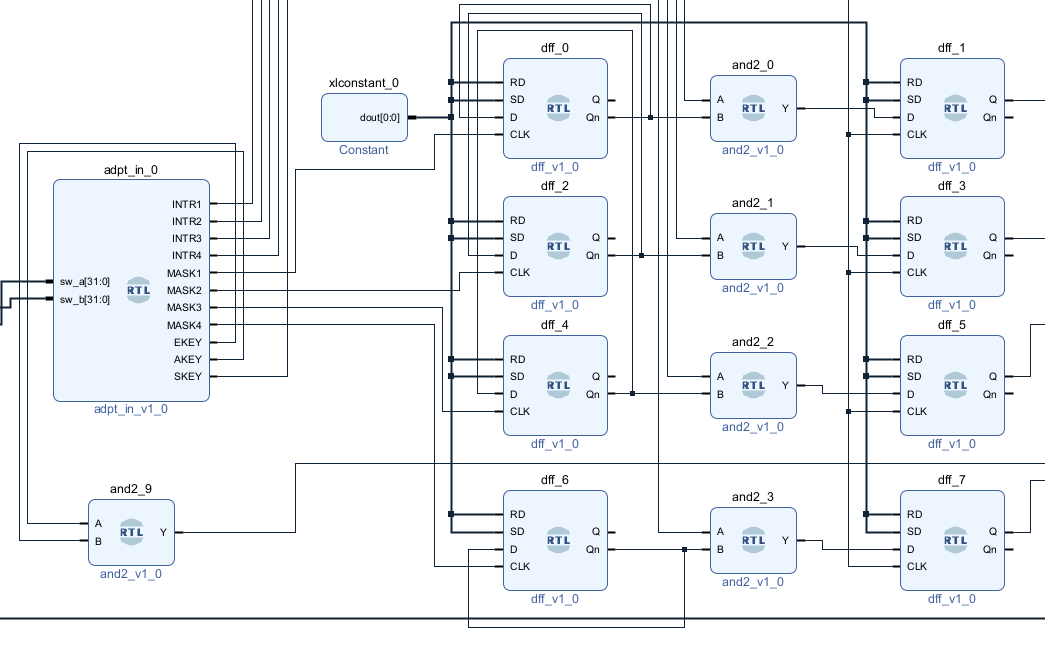 xlconstant_0
dout[0:0]
Constant
adpt_in_0
sw_a[31:0]
sw_b[31:0]
RTL
INTR1
INTR2
INTR3
INTR4
MASK1
MASK2
MASK3
MASK4
EKEY
AKEY
SKEY
adpt_in_v1_0
and2_9
A
B
RTL
Y
and2_v1_0
dff_0
RD
SD
D
CLK
RTL
Q
Qn
dff_v1_0
and2_0
A
B
RTL
Y
and2_v1_0
dff_1
RD
SD
D
CLK
RTL
Q
Qn
dff_v1_0
dff_2
RD
SD
D
CLK
RTL
Q
Qn
dff_v1_0
and2_1
A
B
RTL
Y
and2_v1_0
dff_3
RD
SD
D
CLK
RTL
Q
Qn
dff_v1_0
dff_4
RD
SD
D
CLK
RTL
Q
Qn
dff_v1_0
and2_2
A
B
RTL
Y
and2_v1_0
dff_5
RD
SD
D
CLK
RTL
Q
Qn
dff_v1_0
dff_6
RD
SD
D
CLK
RTL
Q
Qn
dff_v1_0
and2_3
A
B
RTL
Y
and2_v1_0
dff_7
RD
SD
D
CLK
RTL
Q
Qn
dff_v1_0